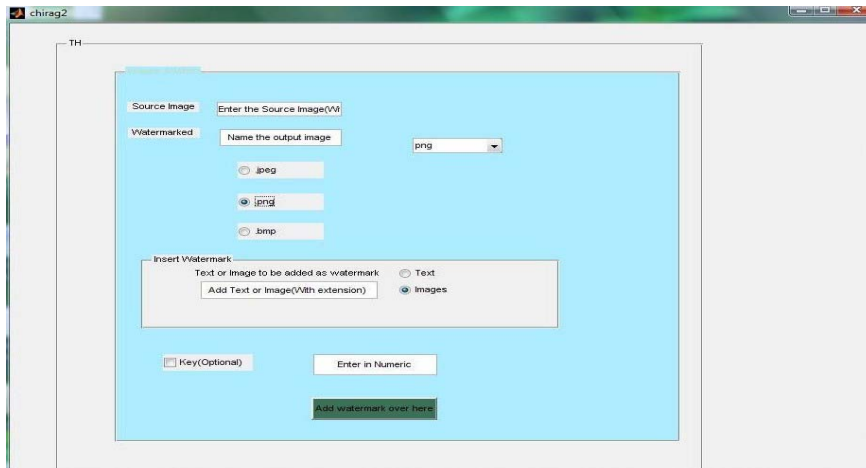 chirag2
TH
Source Image
Enter the Source Image(Wi
Watermarked
Name the output image
png
.jpeg
.png
.bmp
Insert Watermark
Text or Image to be added as watermark
Text
Add Text or Image(With extension)
Images
Key(Optional)
Enter in Numeric
Add watermark over here